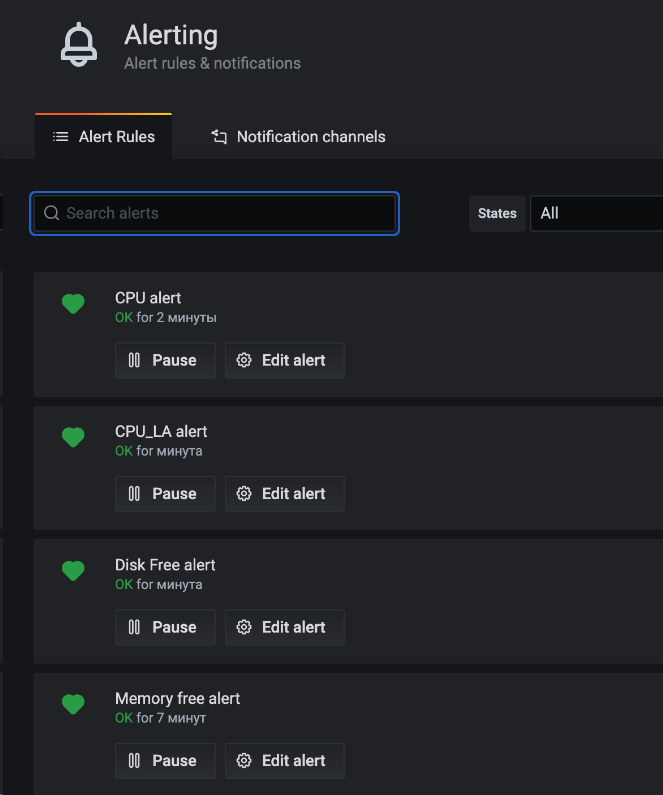 Alerting
Alert rules & notifications
Alert Rules
Notification channels
Search alerts
States
All
CPU alert
OK for 2 минуты
Pause
Edit alert
CPU_LA alert
OK for минута
Pause
Edit alert
Disk Free alert
OK for минута
Pause
Edit alert
Memory free alert
OK for 7 минут
Pause
Edit alert